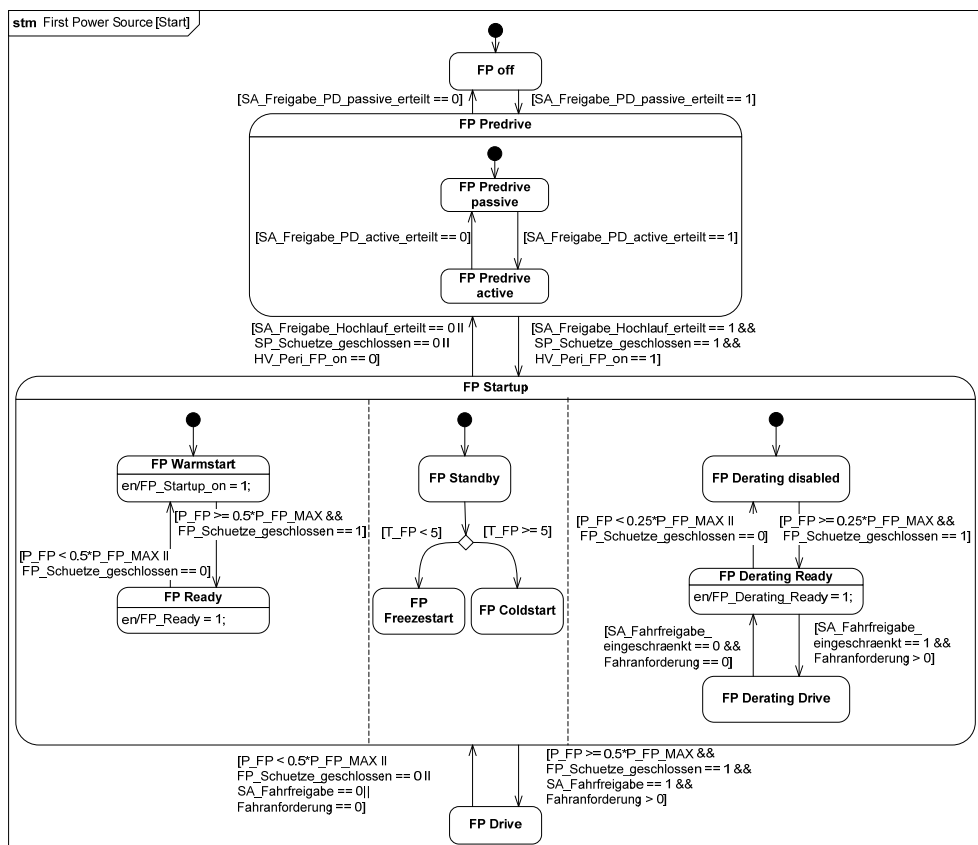 stm First Power Source [Start]
FP off
[SA_Freigabe_PD_passive_erteilt == 0]
[SA_Freigabe_PD_passive_erteilt == 1]
FP Predrive
FP Predrive
passive
[SA_Freigabe_PD_active_erteilt == 0]
[SA_Freigabe_PD_active_erteilt == 1]
FP Predrive
active
[SA_Freigabe_Hochlauf_erteilt == 0 ||
SP_Schuetze_geschlossen == 0 ||
HV_Peri_FP_on == 0]
[SA_Freigabe_Hochlauf_erteilt == 1 &&
SP_Schuetze_geschlossen == 1 &&
HV_Peri_FP_on == 1]
FP Startup
FP Warmstart
en/FP_Startup_on = 1;
[P_FP >= 0.5*P_FP_MAX &&
FP_Schuetze_geschlossen == 1]
[P_FP < 0.5*P_FP_MAX ||
FP_Schuetze_geschlossen == 0]
FP Ready
en/FP_Ready = 1;
FP Standby
[T_FP < 5]
[T_FP >= 5]
FP
Freezestart
FP Coldstart
FP Derating disabled
[P_FP < 0.25*P_FP_MAX ||
FP_Schuetze_geschlossen == 0]
[P_FP >= 0.25*P_FP_MAX &&
FP_Schuetze_geschlossen == 1]
FP Derating Ready
en/FP_Derating_Ready = 1;
[SA_Fahrfreigabe_
eingeschraenkt == 0 &&
Fahranforderung == 0]
[SA_Fahrfreigabe_
eingeschraenkt == 1 &&
Fahranforderung > 0]
FP Derating Drive
[P_FP < 0.5*P_FP_MAX ||
FP_Schuetze_geschlossen == 0 ||
SA_Fahrfreigabe == 0||
Fahranforderung == 0]
[P_FP >= 0.5*P_FP_MAX &&
FP_Schuetze_geschlossen == 1 &&
SA_Fahrfreigabe == 1 &&
Fahranforderung > 0]
FP Drive